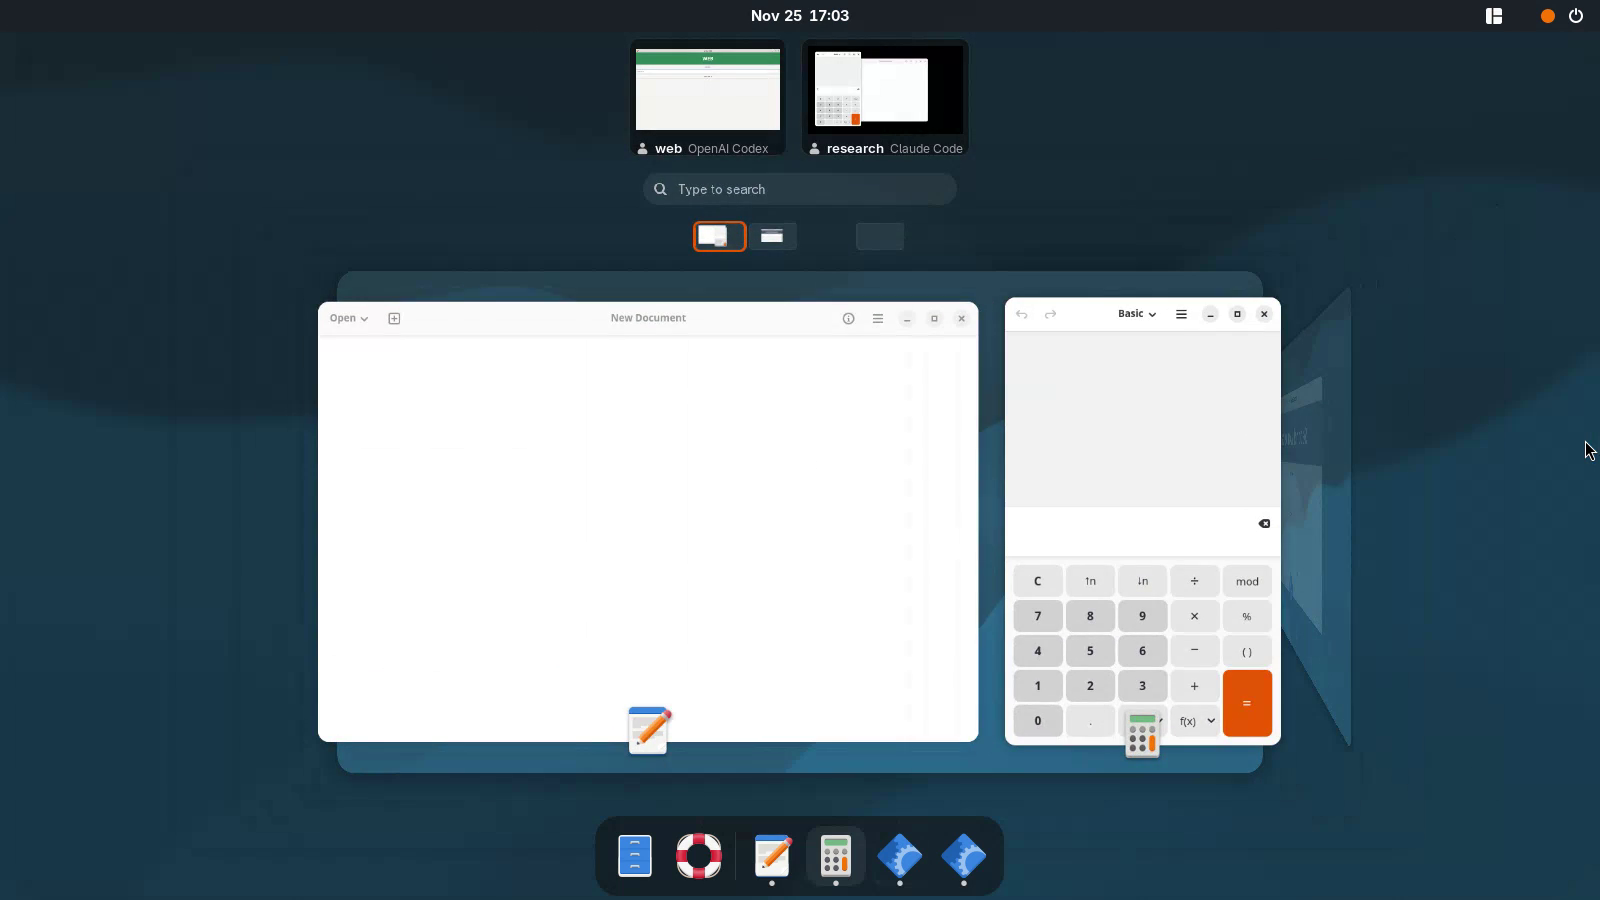 Nov 25 17:03
web OpenAI Codex
research Claude Code
Type to search
Open
New Document
Basic
C ↑n ↓n ÷ mod
7 8 9 × %
4 5 6 − ( )
1 2 3 +
=
0 . f(x)